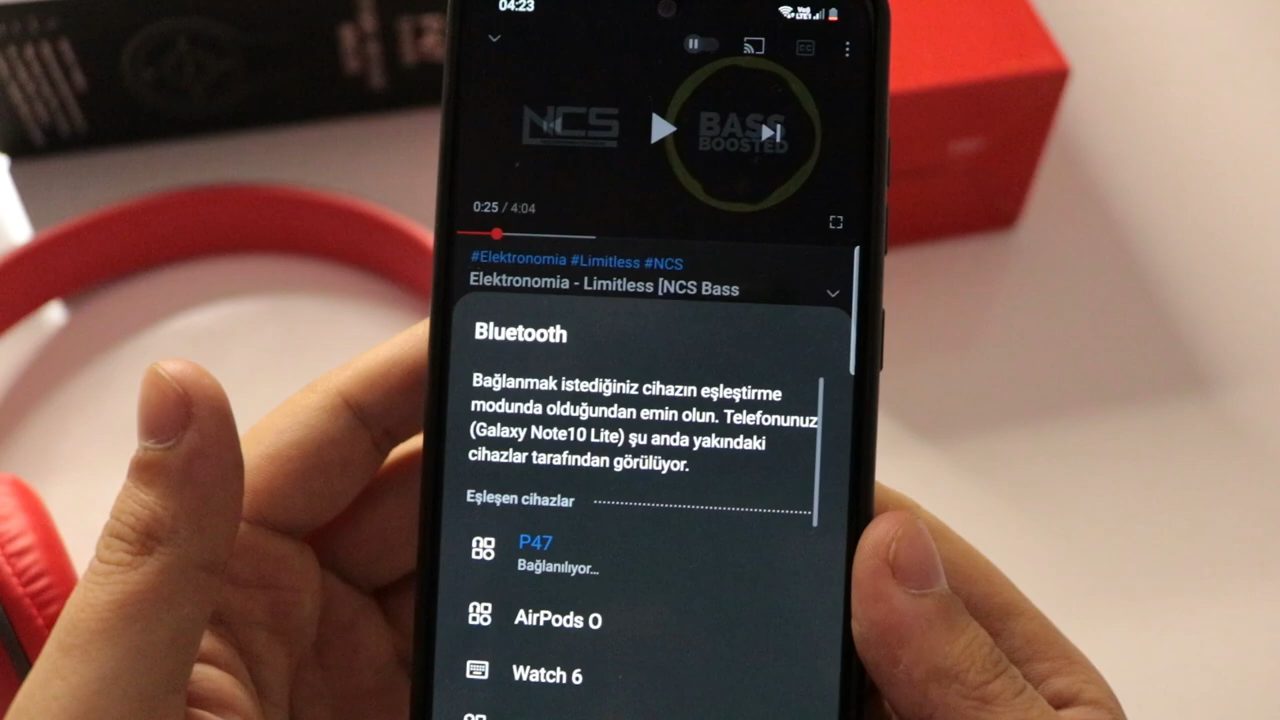 04:23
NCS
BASS
BOOSTED
0:25 / 4:04
#Elektronomia #Limitless #NCS
Elektronomia - Limitless [NCS Bass
Bluetooth
Bağlanmak istediğiniz cihazın eşleştirme
modunda olduğundan emin olun. Telefonunuz
(Galaxy Note10 Lite) şu anda yakındaki
cihazlar tarafından görülüyor.
Eşleşen cihazlar
P47
Bağlanılıyor...
AirPods O
Watch 6